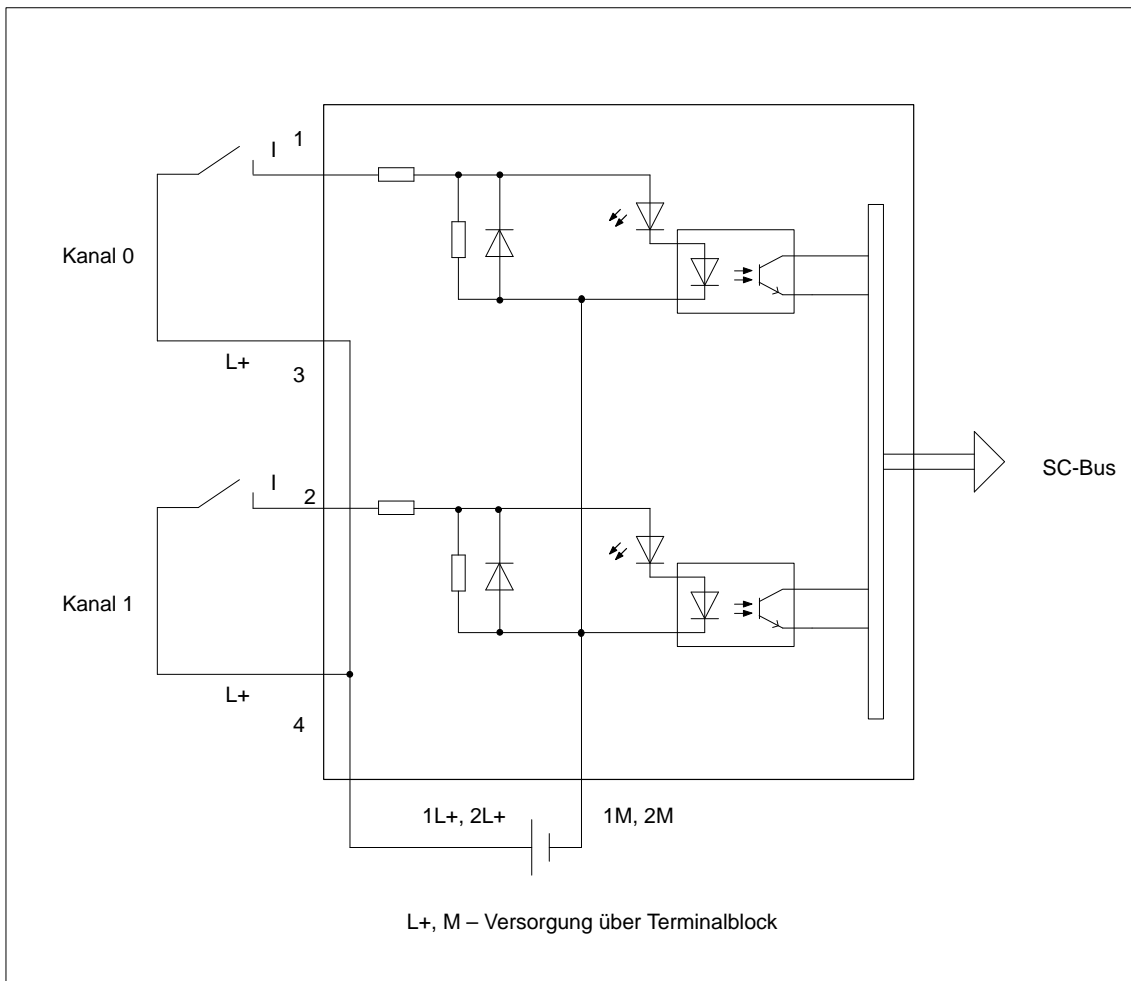 I 1
Kanal 0
L+
3
SC-Bus
I 2
Kanal 1
L+
4
1L+, 2L+ 1M, 2M
L+, M – Versorgung über Terminalblock